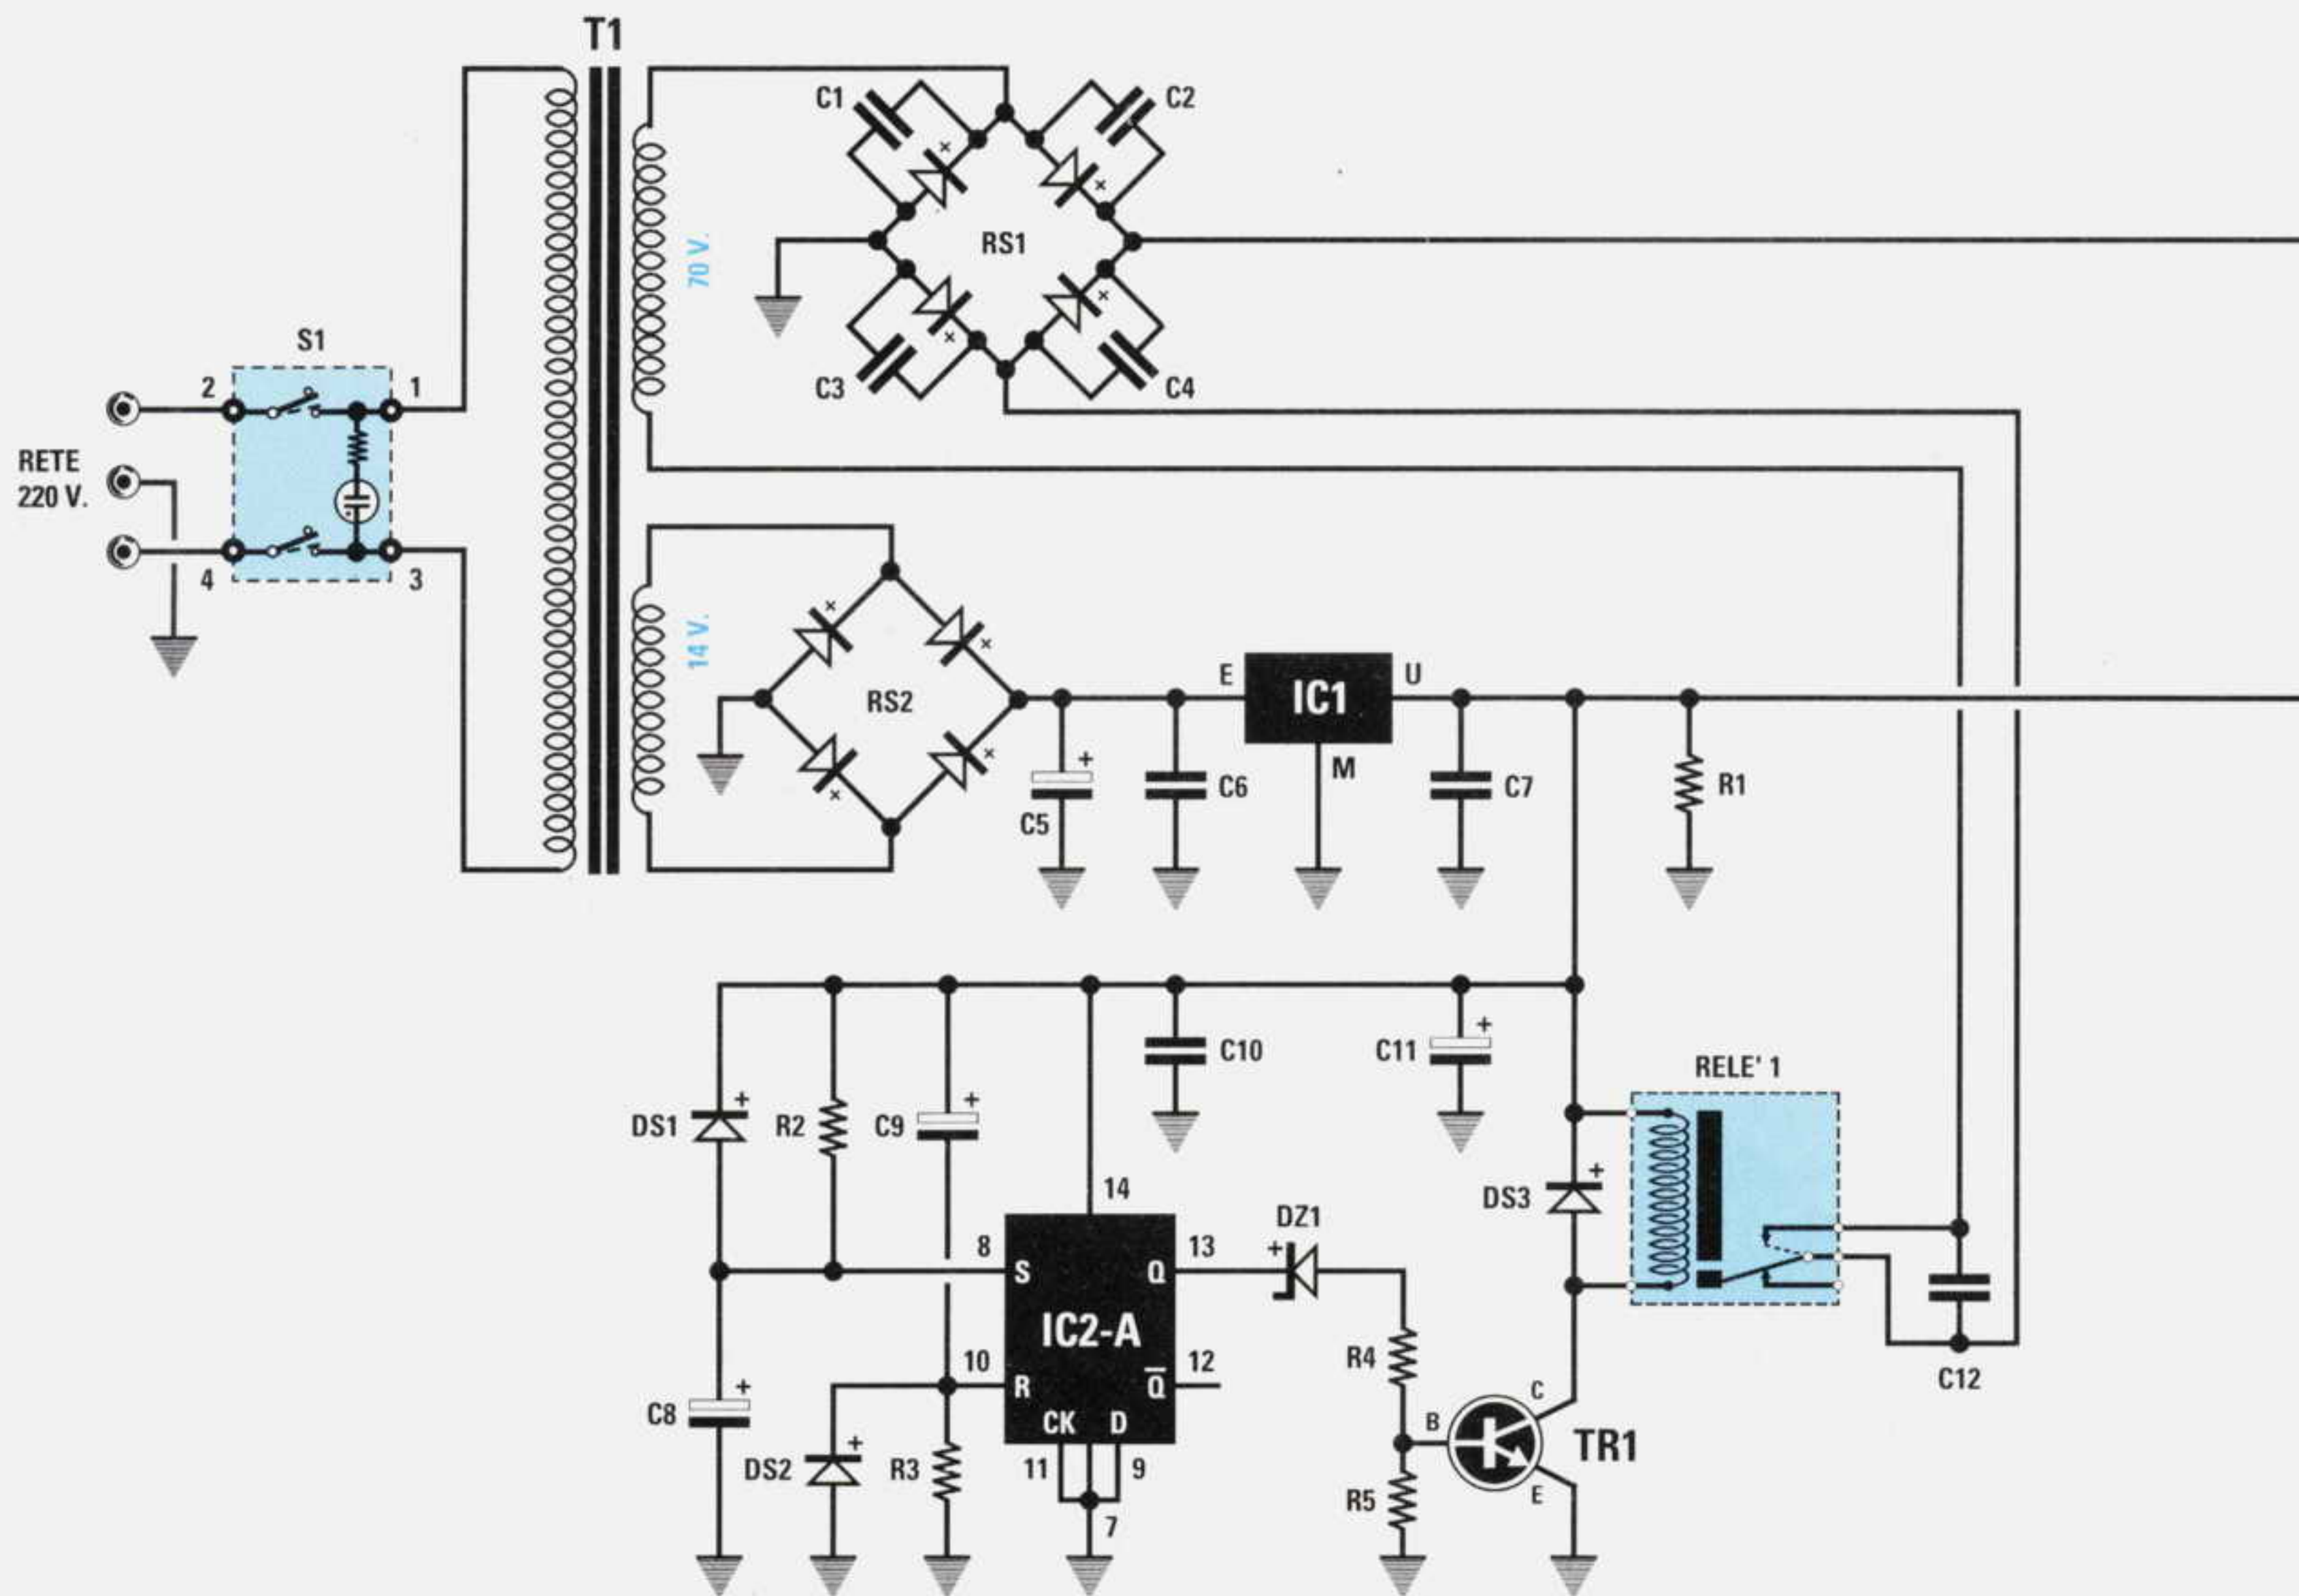 T1
C1
C2
RS1
70 V.
C3
C4
S1
2
1
RETE
220 V.
4
3
14 V.
RS2
E
IC1
U
M
C5
+
C6
C7
R1
C10
C11
+
RELE' 1
DS1
+
R2
C9
+
14
DS3
+
DZ1
+
8
S
Q
13
IC2-A
10
R
Q̅
12
CK
D
11
9
7
C8
+
DS2
+
R3
R4
R5
B
C
E
TR1
C12